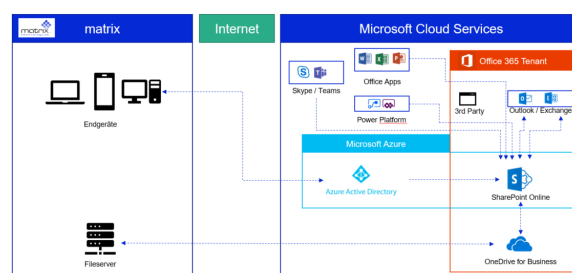 matrix
matrix
Internet
Microsoft Cloud Services
Office 365 Tenant
Skype / Teams
Office Apps
Power Platform
3rd Party
Outlook / Exchange
Endgeräte
Microsoft Azure
Azure Active Directory
SharePoint Online
Fileserver
OneDrive for Business